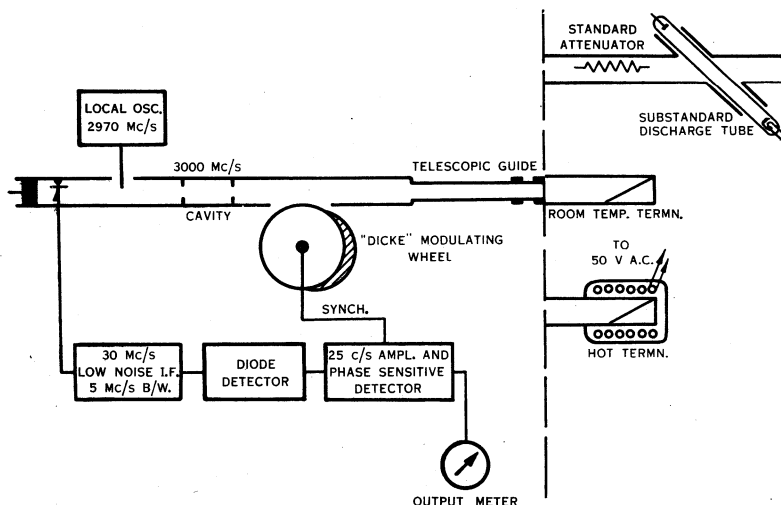 STANDARD
ATTENUATOR
SUBSTANDARD
DISCHARGE TUBE
LOCAL OSC.
2970 Mc/s
3000 Mc/s
CAVITY
TELESCOPIC GUIDE
ROOM TEMP. TERMN.
"DICKE" MODULATING
WHEEL
TO
50 V A.C.
HOT TERMN.
SYNCH.
30 Mc/s
LOW NOISE I.F.
5 Mc/s B/W.
DIODE
DETECTOR
25 c/s AMPL. AND
PHASE SENSITIVE
DETECTOR
OUTPUT METER